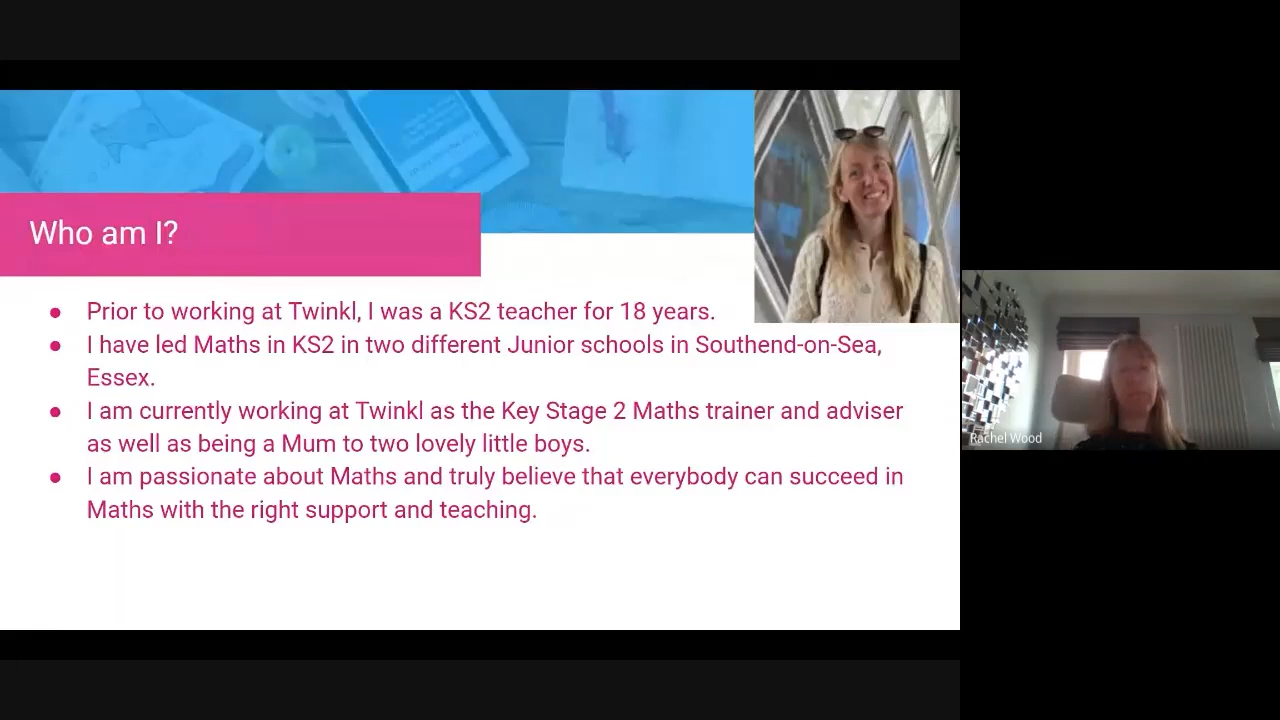 Who am I?
● Prior to working at Twinkl, I was a KS2 teacher for 18 years.
● I have led Maths in KS2 in two different Junior schools in Southend-on-Sea,
Essex.
● I am currently working at Twinkl as the Key Stage 2 Maths trainer and adviser
as well as being a Mum to two lovely little boys.
● I am passionate about Maths and truly believe that everybody can succeed in
Maths with the right support and teaching.
Rachel Wood